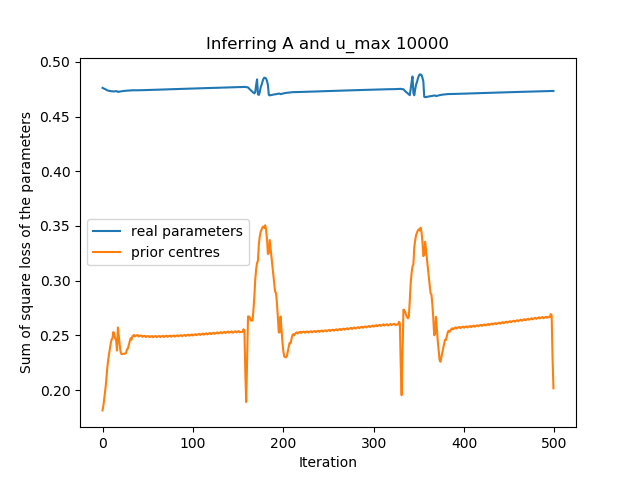 Inferring A and u_max 10000
Sum of square loss of the parameters
0.50
0.45
0.40
0.35
0.30
0.25
0.20
real parameters
prior centres
0
100
200
300
400
500
Iteration